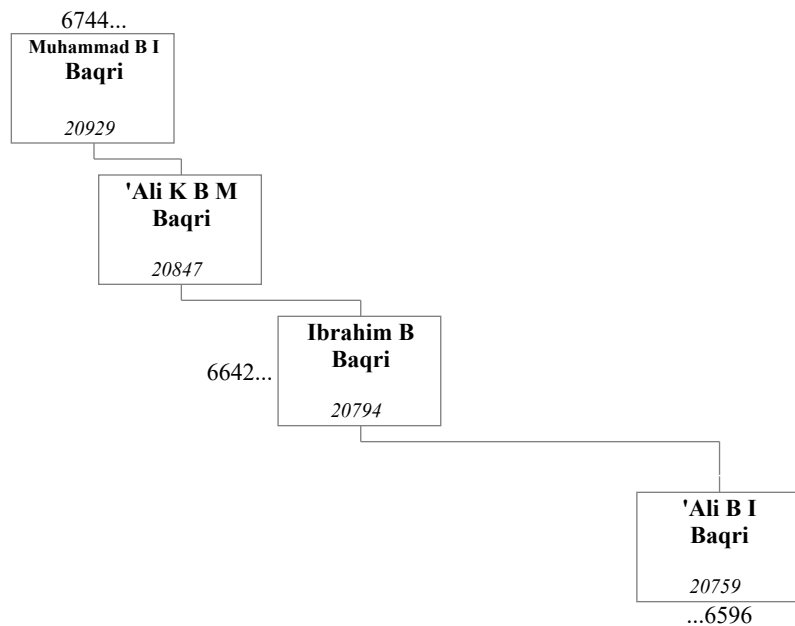 6744...
Muhammad B I
Baqri
20929
'Ali K B M
Baqri
20847
Ibrahim B
Baqri
6642...
20794
'Ali B I
Baqri
20759
...6596